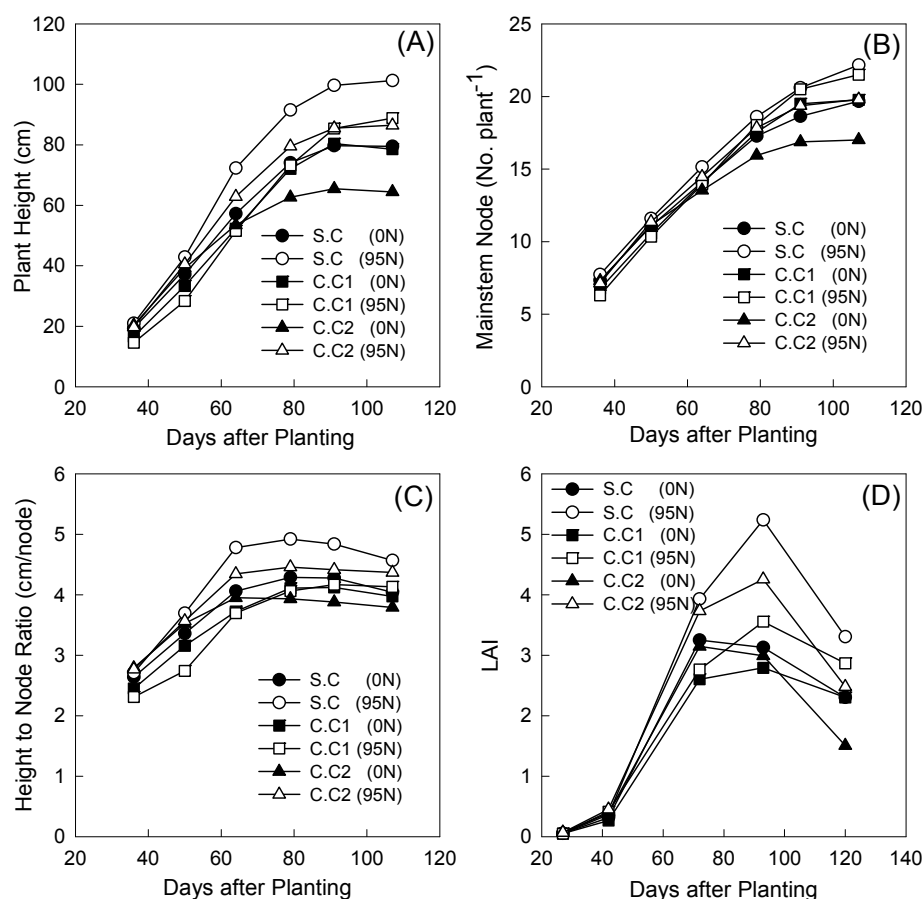 (A)
Plant Height (cm)
120
100
80
60
40
20
0
S.C (0N)
S.C (95N)
C.C1 (0N)
C.C1 (95N)
C.C2 (0N)
C.C2 (95N)
20 40 60 80 100 120
Days after Planting
(B)
Mainstem Node (No. plant⁻¹)
25
20
15
10
5
0
S.C (0N)
S.C (95N)
C.C1 (0N)
C.C1 (95N)
C.C2 (0N)
C.C2 (95N)
20 40 60 80 100 120
Days after Planting
(C)
Height to Node Ratio (cm/node)
6
5
4
3
2
1
0
S.C (0N)
S.C (95N)
C.C1 (0N)
C.C1 (95N)
C.C2 (0N)
C.C2 (95N)
20 40 60 80 100 120
Days after Planting
(D)
LAI
6
5
4
3
2
1
0
S.C (0N)
S.C (95N)
C.C1 (0N)
C.C1 (95N)
C.C2 (0N)
C.C2 (95N)
20 40 60 80 100 120 140
Days after Planting